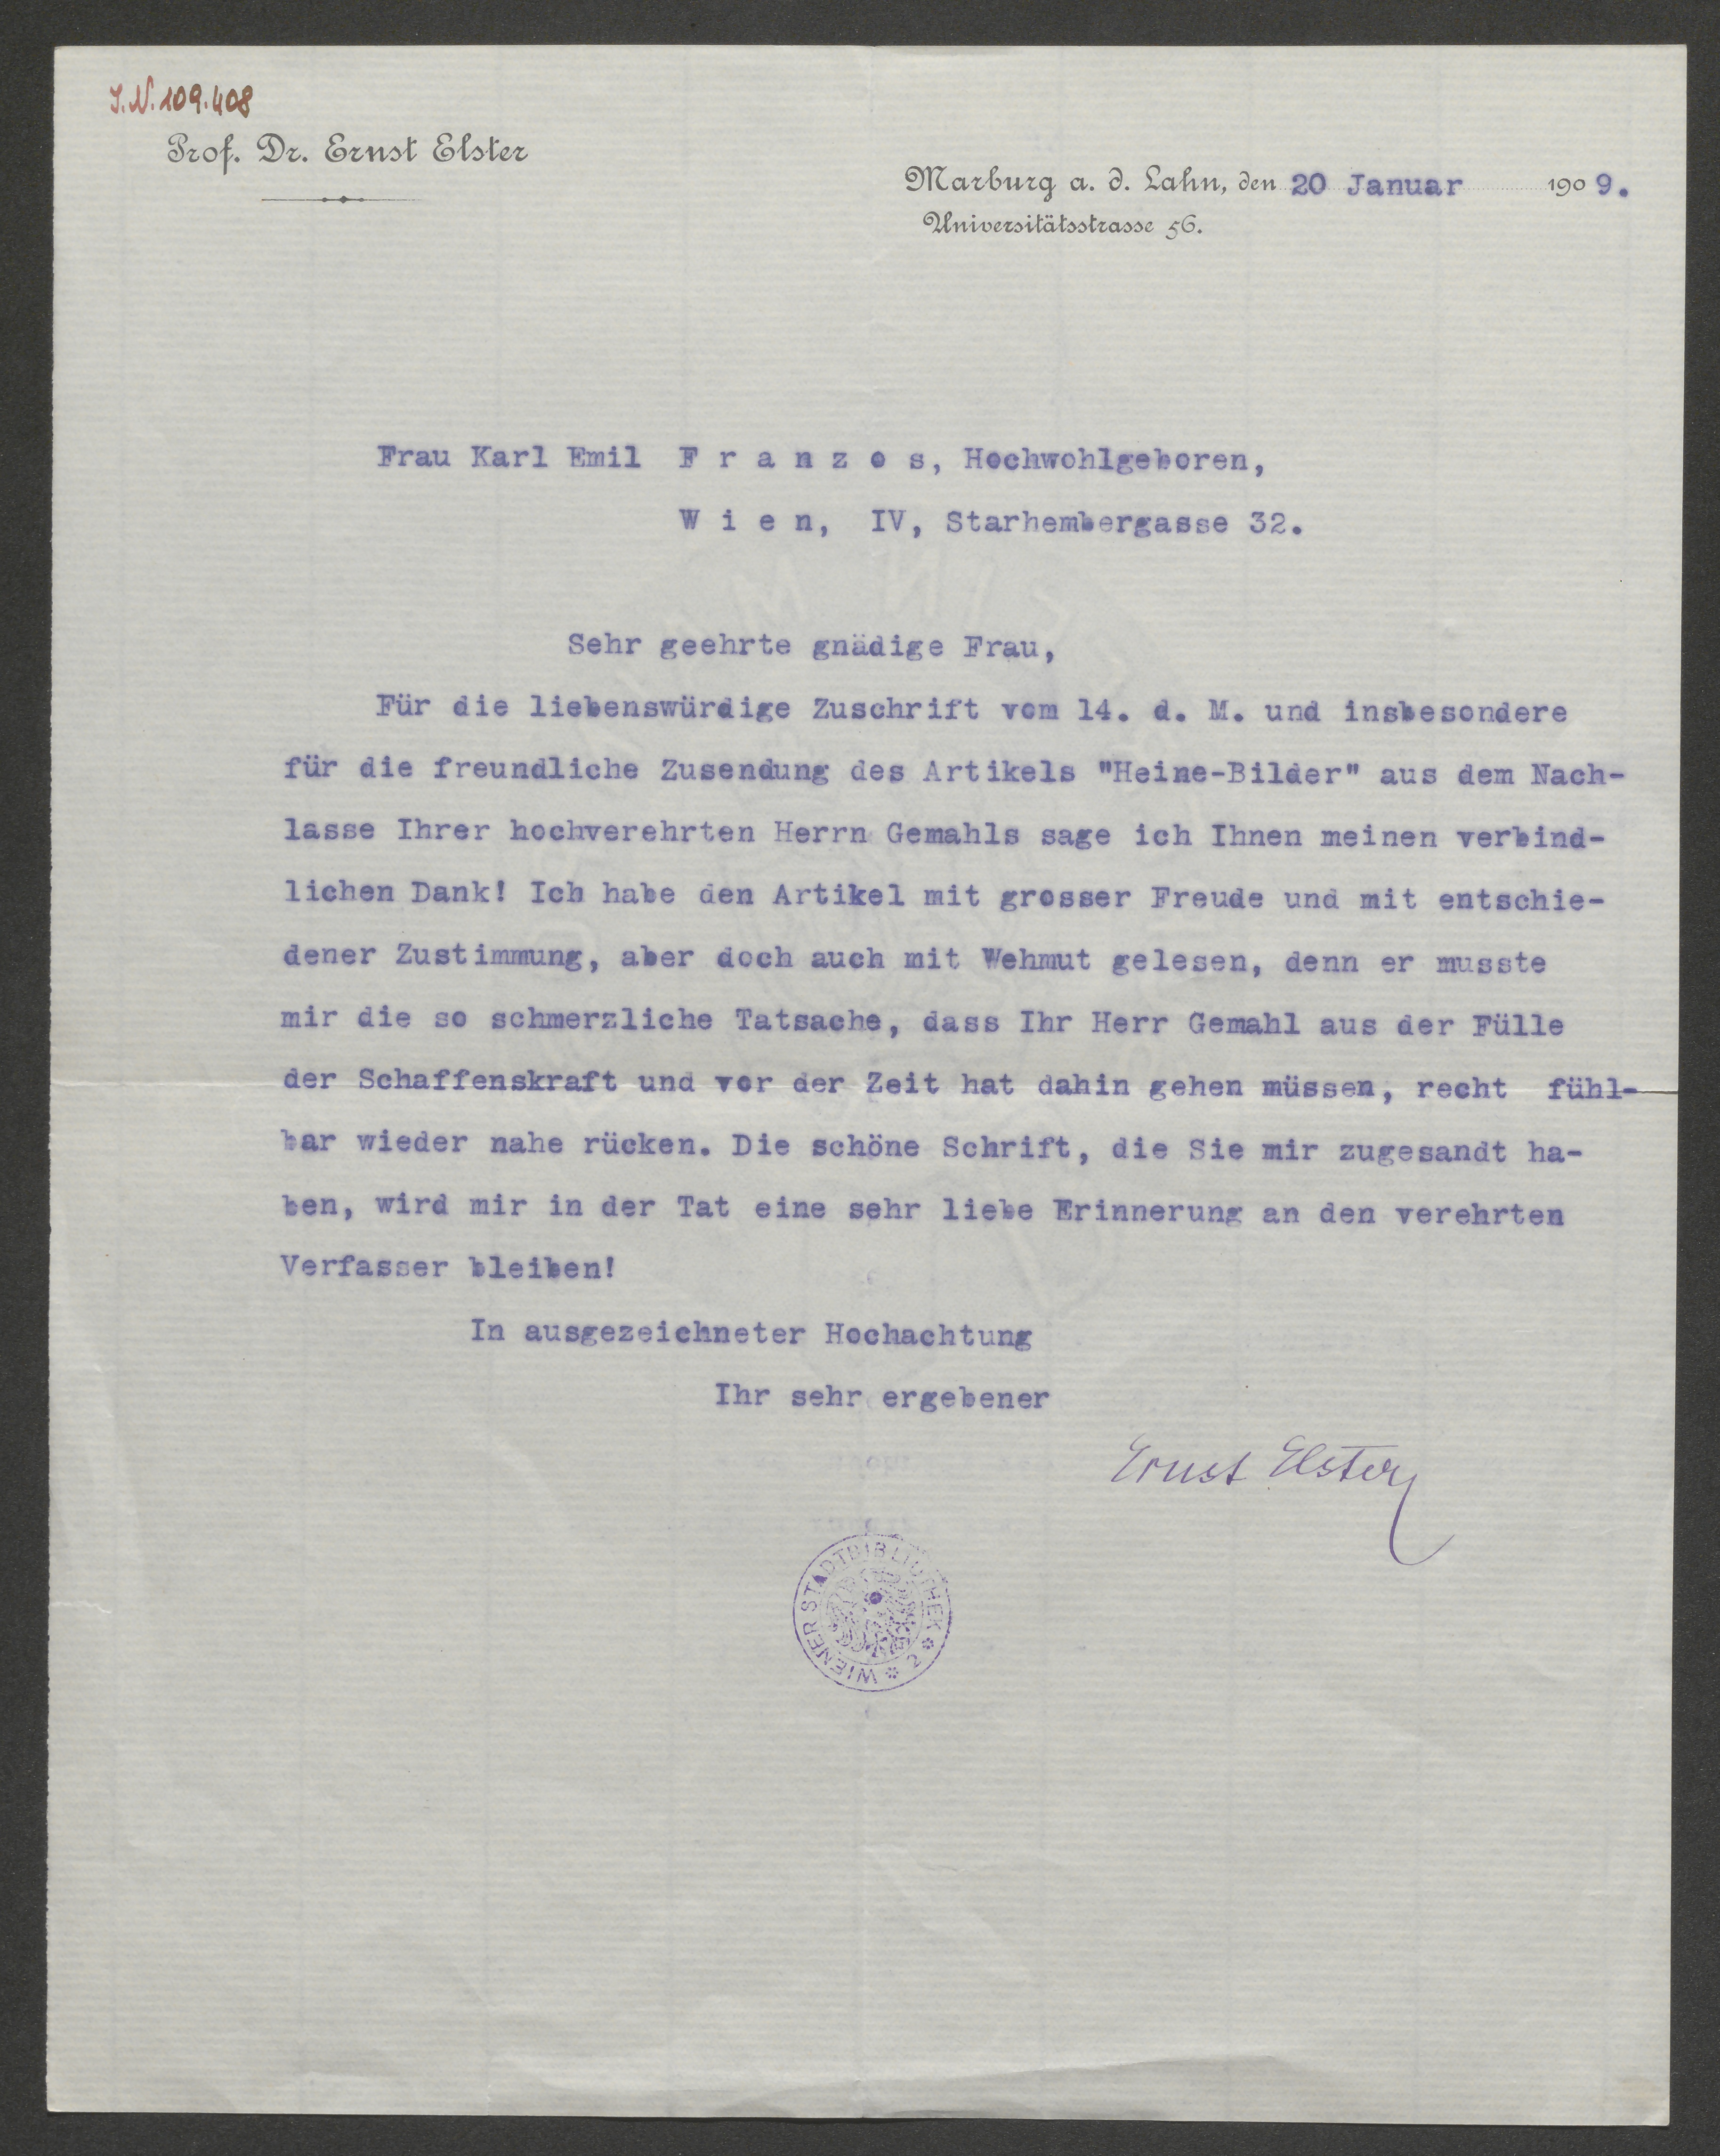 J.N. 109.408
Prof. Dr. Ernst Elster
Marburg a. d. Lahn, den 20 Januar 1909.
Universitätsstrasse 56.
Frau Karl Emil F r a n z o s, Hochwohlgeboren,
W i e n, IV, Starhembergasse 32.
Sehr geehrte gnädige Frau,
Für die liebenswürdige Zuschrift vom 14. d. M. und insbesondere
für die freundliche Zusendung des Artikels "Heine-Bilder" aus dem Nach-
lasse Ihrer hochverehrten Herrn Gemahls sage ich Ihnen meinen verbind-
lichen Dank! Ich habe den Artikel mit grosser Freude und mit entschie-
dener Zustimmung, aber doch auch mit Wehmut gelesen, denn er musste
mir die so schmerzliche Tatsache, dass Ihr Herr Gemahl aus der Fülle
der Schaffenskraft und vor der Zeit hat dahin gehen müssen, recht fühl-
bar wieder nahe rücken. Die schöne Schrift, die Sie mir zugesandt ha-
ben, wird mir in der Tat eine sehr liebe Erinnerung an den verehrten
Verfasser bleiben!
In ausgezeichneter Hochachtung
Ihr sehr ergebener
Ernst Elster
WIENER STADTBIBLIOTHEK * 2 *